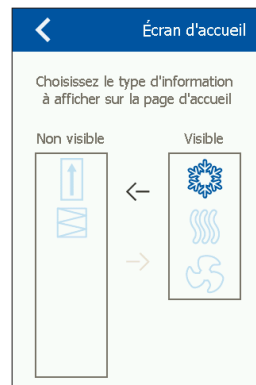 Écran d'accueil
Choisissez le type d'information
à afficher sur la page d'accueil
Non visible
Visible